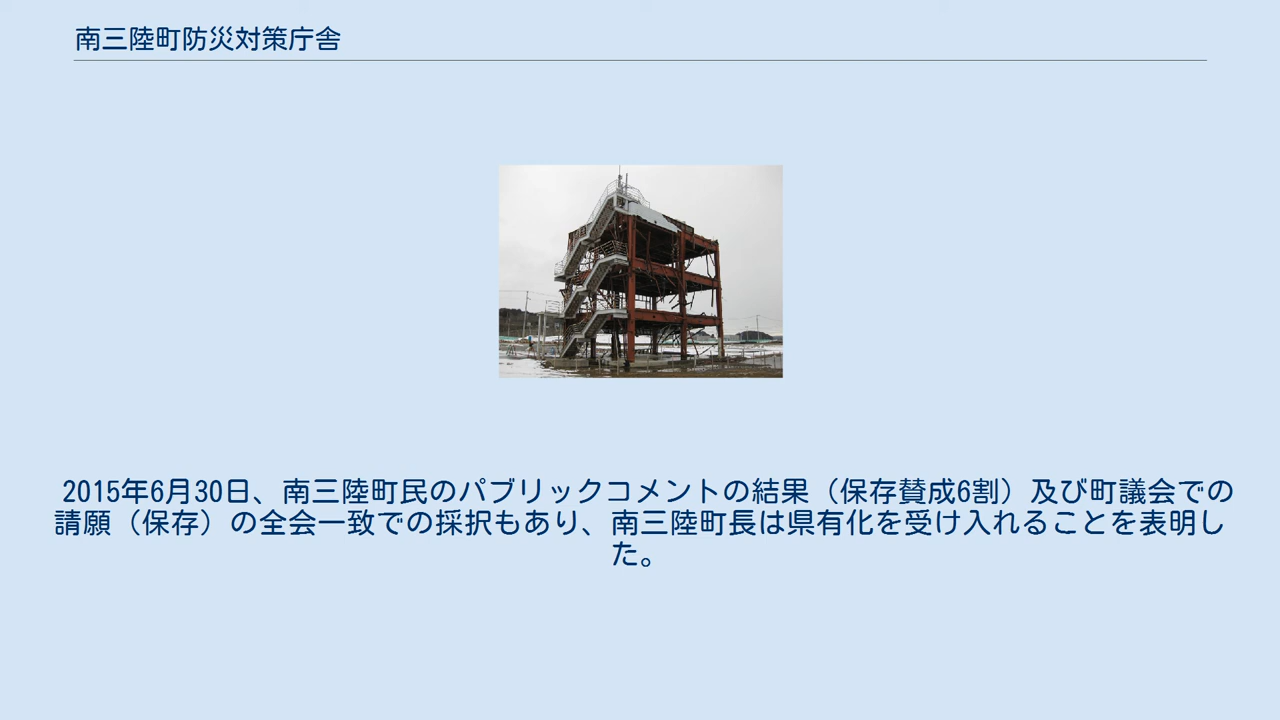 南三陸町防災対策庁舎
2015年6月30日、南三陸町民のパブリックコメントの結果（保存賛成6割）及び町議会での
請願（保存）の全会一致での採択もあり、南三陸町長は県有化を受け入れることを表明し
た。